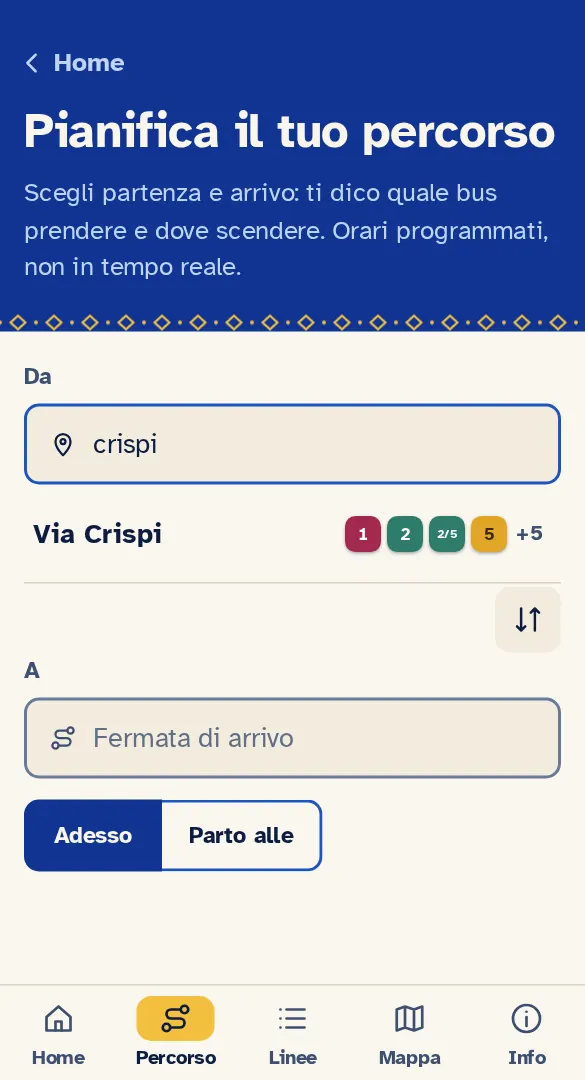 Home
Pianifica il tuo percorso
Scegli partenza e arrivo: ti dico quale bus
prendere e dove scendere. Orari programmati,
non in tempo reale.
Da
crispi
Via Crispi 1 2 2/5 5 +5
A
Fermata di arrivo
Adesso Parto alle
Home Percorso Linee Mappa Info